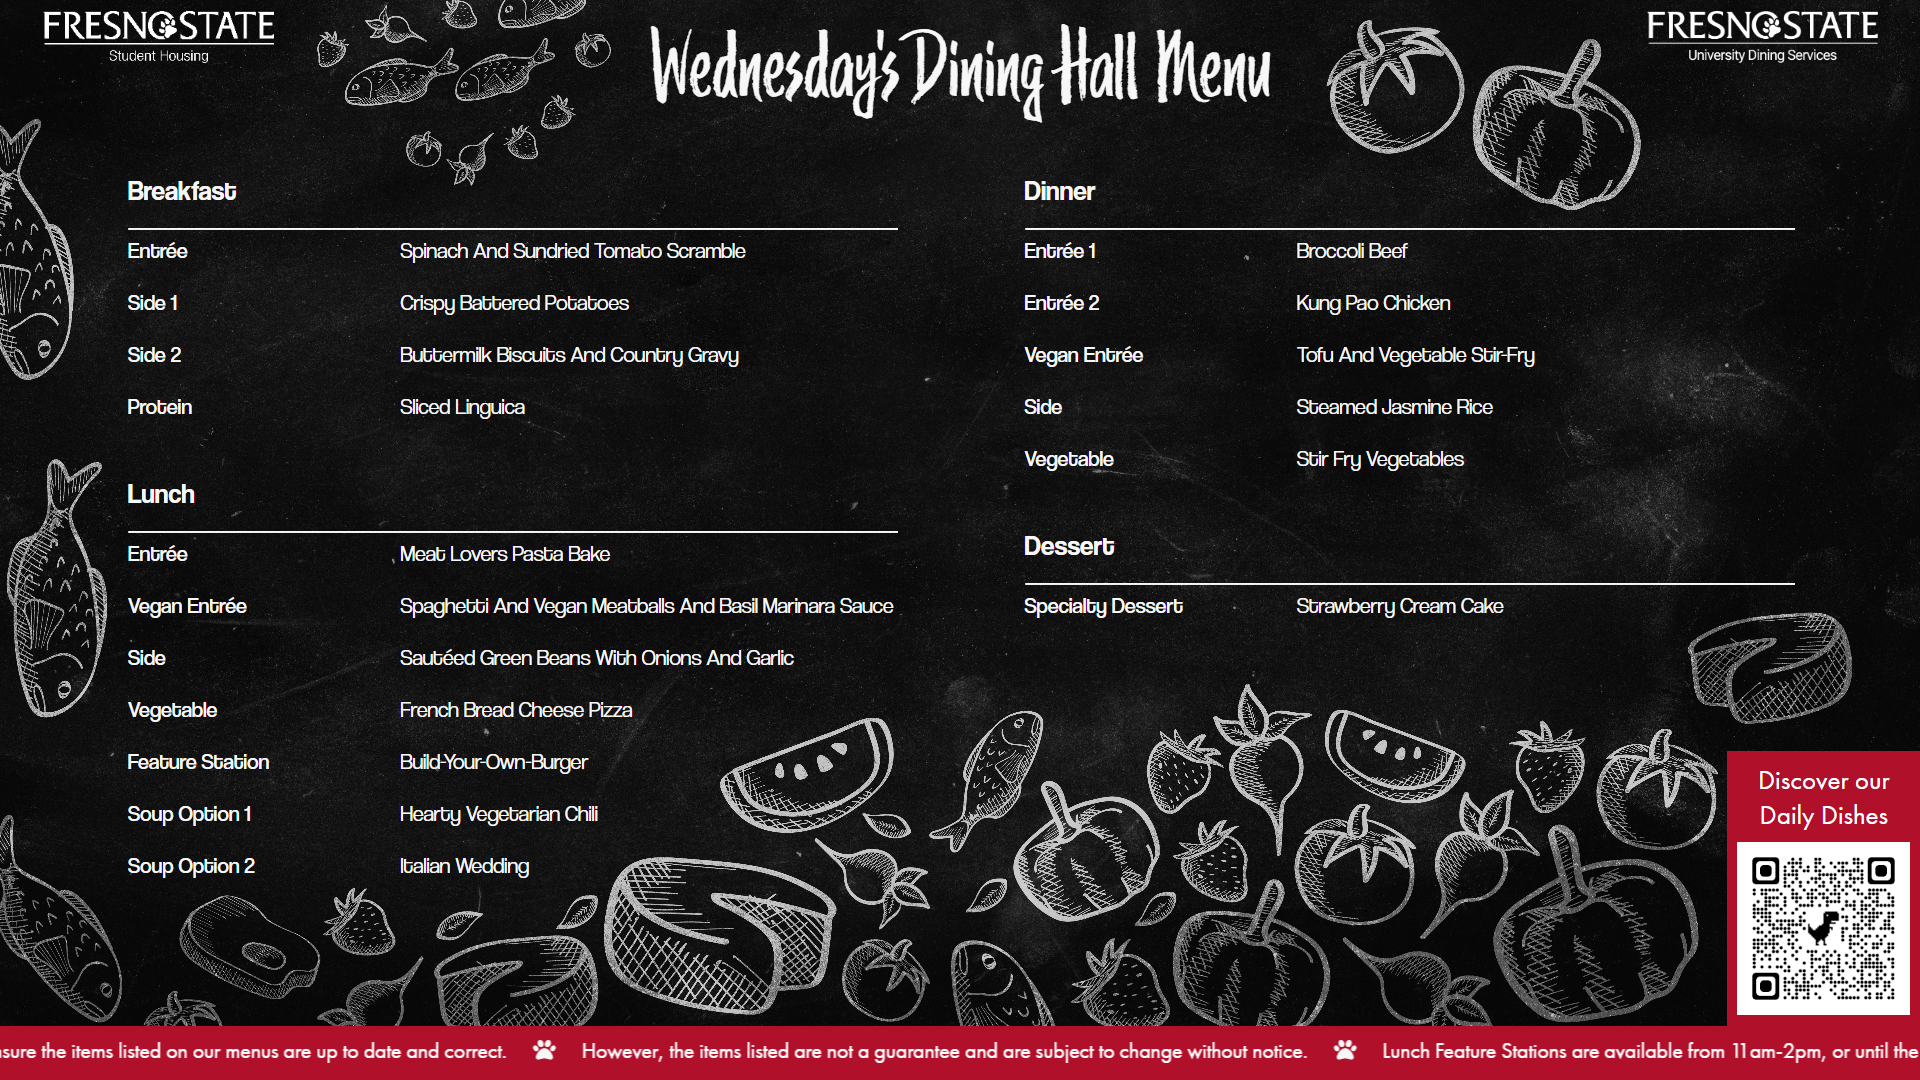 FRESNO STATE
Student Housing
Wednesday's Dining Hall Menu
FRESNO STATE
University Dining Services
Breakfast
Entrée Spinach And Sundried Tomato Scramble
Side 1 Crispy Battered Potatoes
Side 2 Buttermilk Biscuits And Country Gravy
Protein Sliced Linguica
Lunch
Entrée Meat Lovers Pasta Bake
Vegan Entrée Spaghetti And Vegan Meatballs And Basil Marinara Sauce
Side Sautéed Green Beans With Onions And Garlic
Vegetable French Bread Cheese Pizza
Feature Station Build-Your-Own-Burger
Soup Option 1 Hearty Vegetarian Chili
Soup Option 2 Italian Wedding
Dinner
Entrée 1 Broccoli Beef
Entrée 2 Kung Pao Chicken
Vegan Entrée Tofu And Vegetable Stir-Fry
Side Steamed Jasmine Rice
Vegetable Stir Fry Vegetables
Dessert
Specialty Dessert Strawberry Cream Cake
Discover our
Daily Dishes
nsure the items listed on our menus are up to date and correct. However, the items listed are not a guarantee and are subject to change without notice. Lunch Feature Stations are available from 11am-2pm, or until the